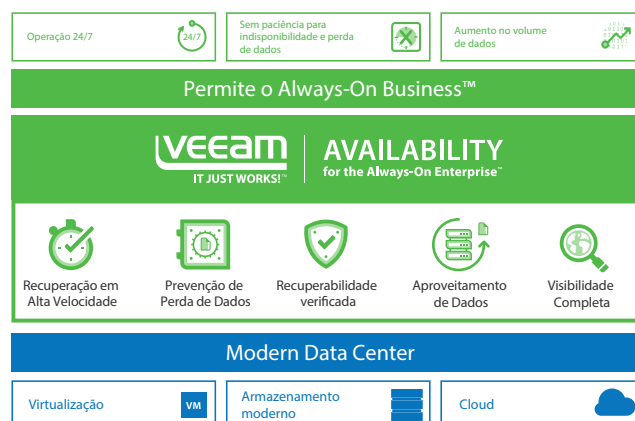 Operação 24/7
24/7
Sem paciência para
indisponibilidade e perda
de dados
Aumento no volume
de dados
Permite o Always-On Business™
veeam
IT JUST WORKS!™
AVAILABILITY
for the Always-On Enterprise™
Recuperação em
Alta Velocidade
Prevenção de
Perda de Dados
Recuperabilidade
verificada
Aproveitamento
de Dados
Visibilidade
Completa
Modern Data Center
Virtualização
VM
Armazenamento
moderno
Cloud